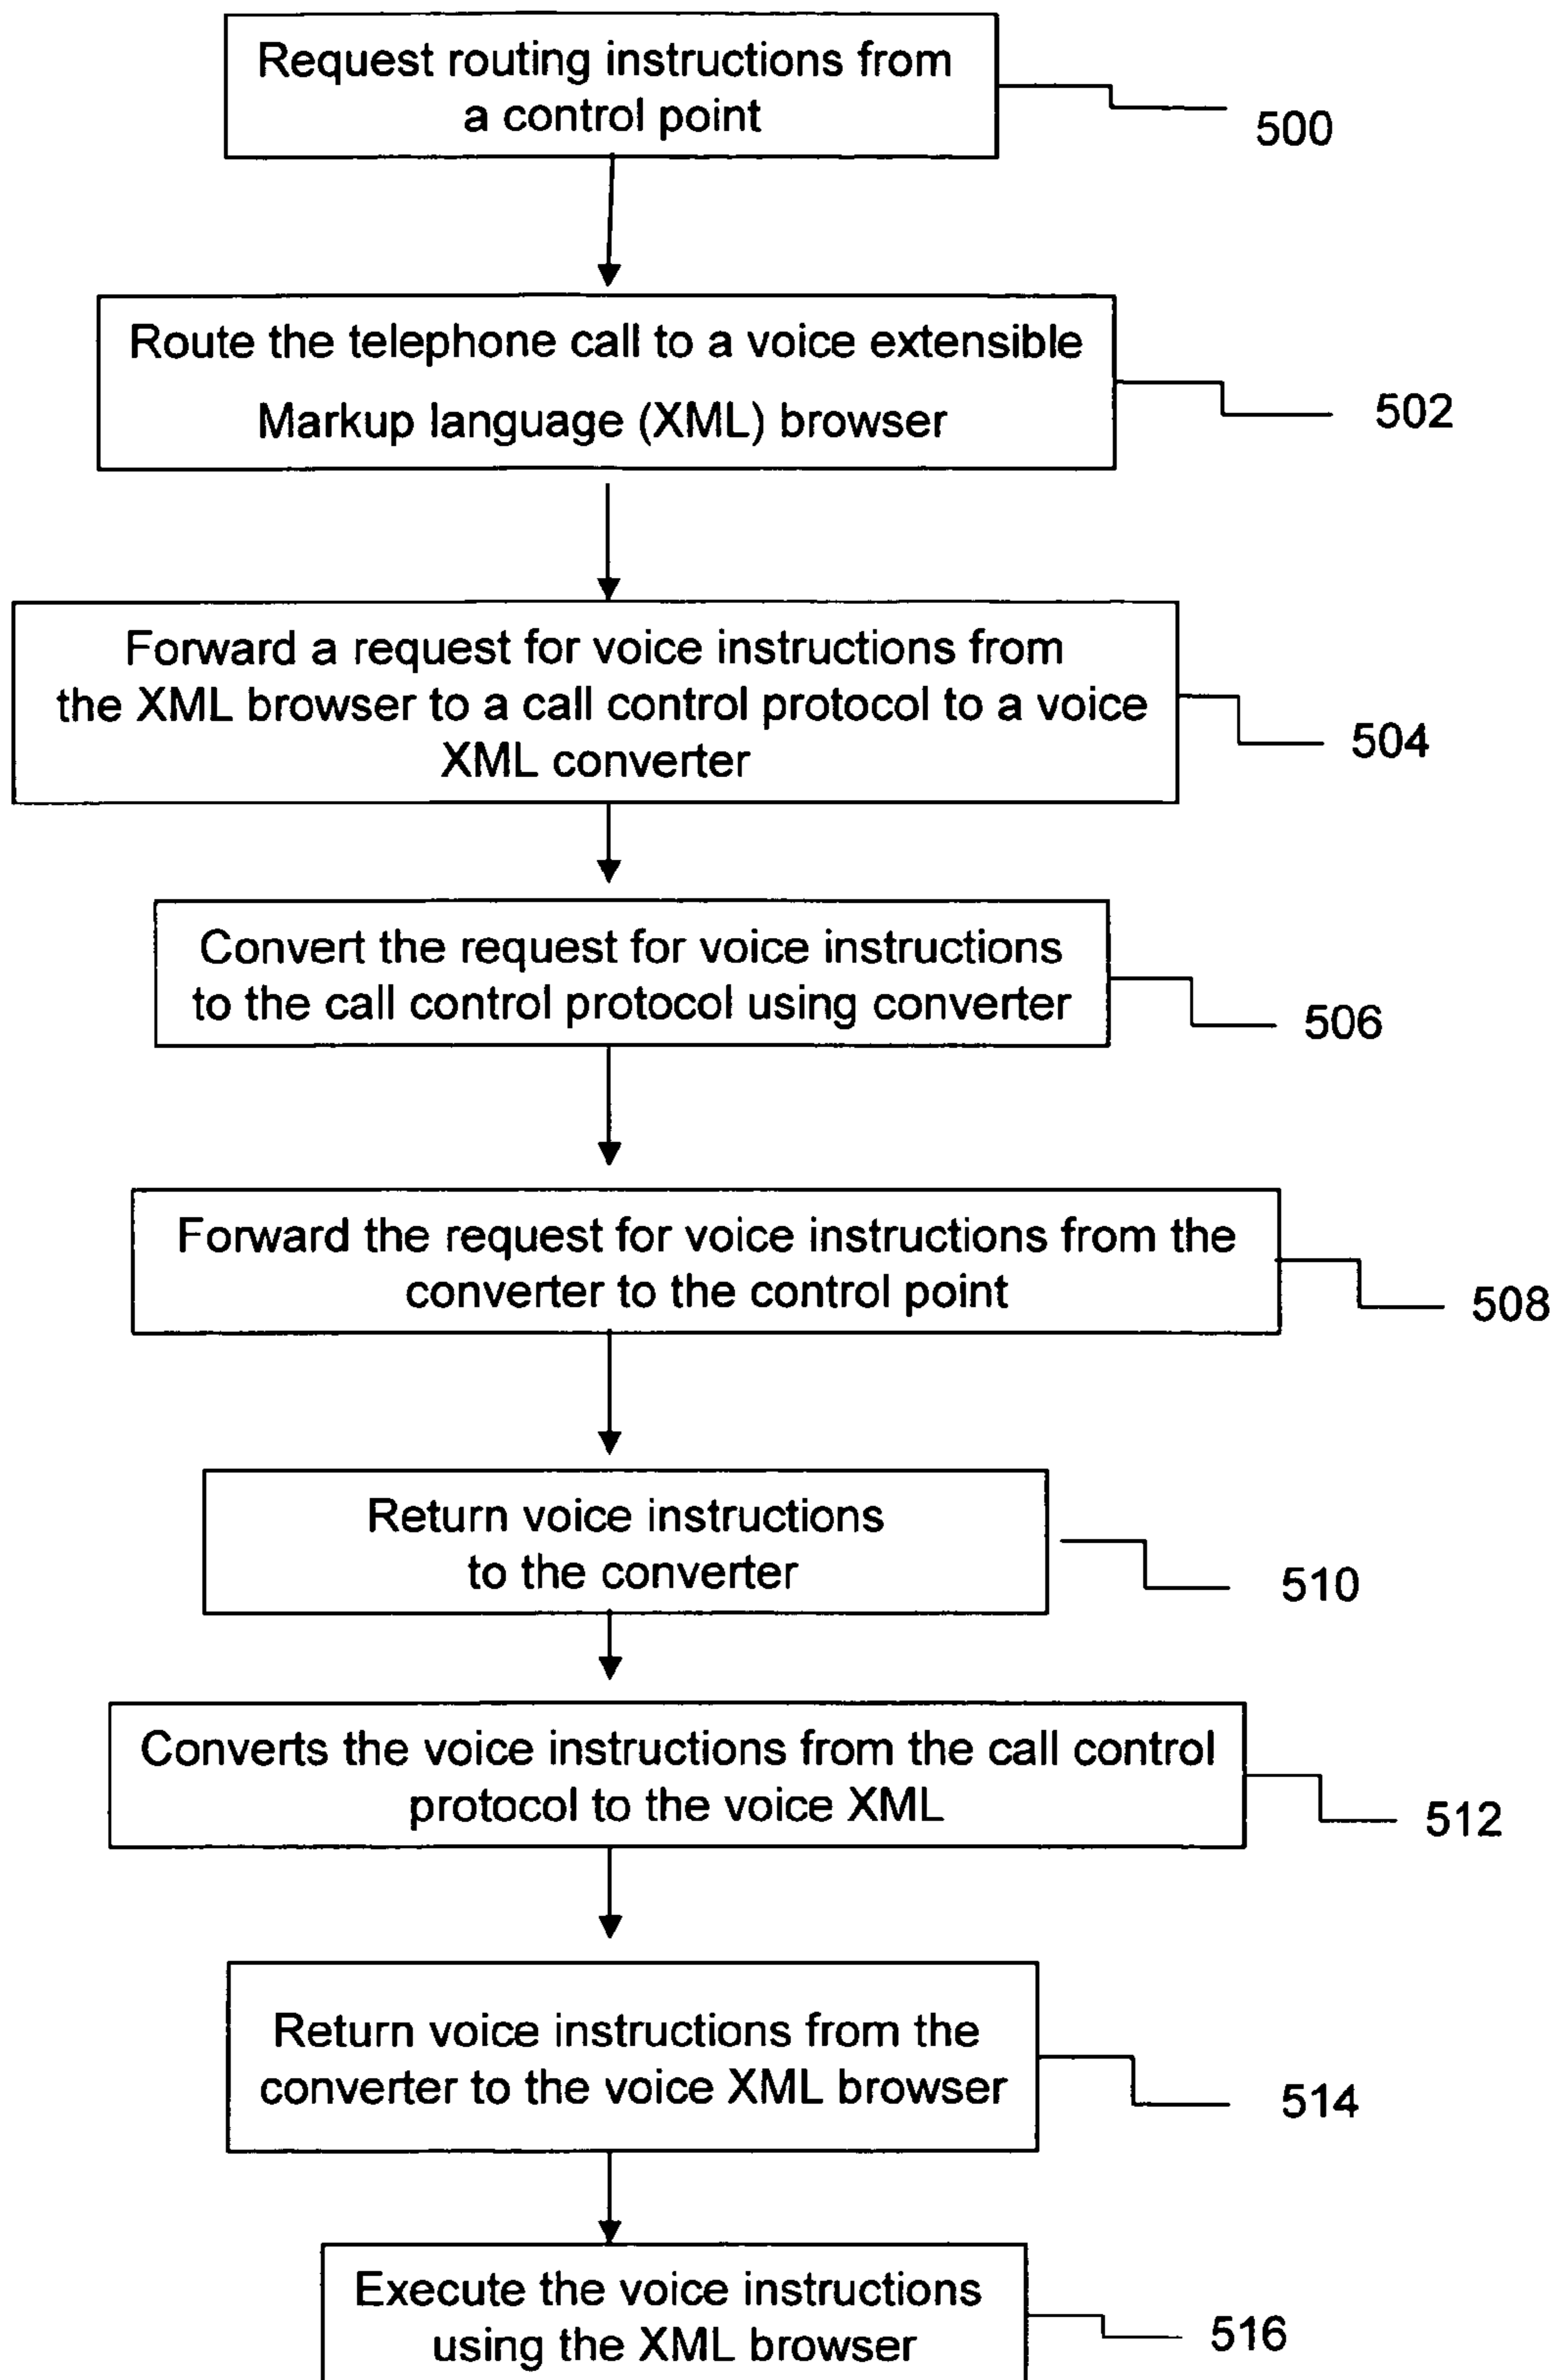 Request routing instructions from
a control point
500
Route the telephone call to a voice extensible
Markup language (XML) browser
502
Forward a request for voice instructions from
the XML browser to a call control protocol to a voice
XML converter
504
Convert the request for voice instructions
to the call control protocol using converter
506
Forward the request for voice instructions from the
converter to the control point
508
Return voice instructions
to the converter
510
Converts the voice instructions from the call control
protocol to the voice XML
512
Return voice instructions from the
converter to the voice XML browser
514
Execute the voice instructions
using the XML browser
516